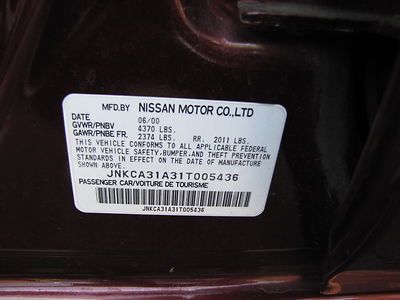 MFD.BY NISSAN MOTOR CO.,LTD
DATE 06/00
GVWR/PNBV 4370 LBS.
GAWR/PNBE FR. 2374 LBS. RR. 2011 LBS.
THIS VEHICLE CONFORMS TO ALL APPLICABLE FEDERAL
MOTOR VEHICLE SAFETY,BUMPER,AND THEFT PREVENTION
STANDARDS IN EFFECT ON THE DATE OF MANUFACTURE
SHOWN ABOVE.
JNKCA31A31T005436
PASSENGER CAR/VOITURE DE TOURISME
JNKCA31A31T005436